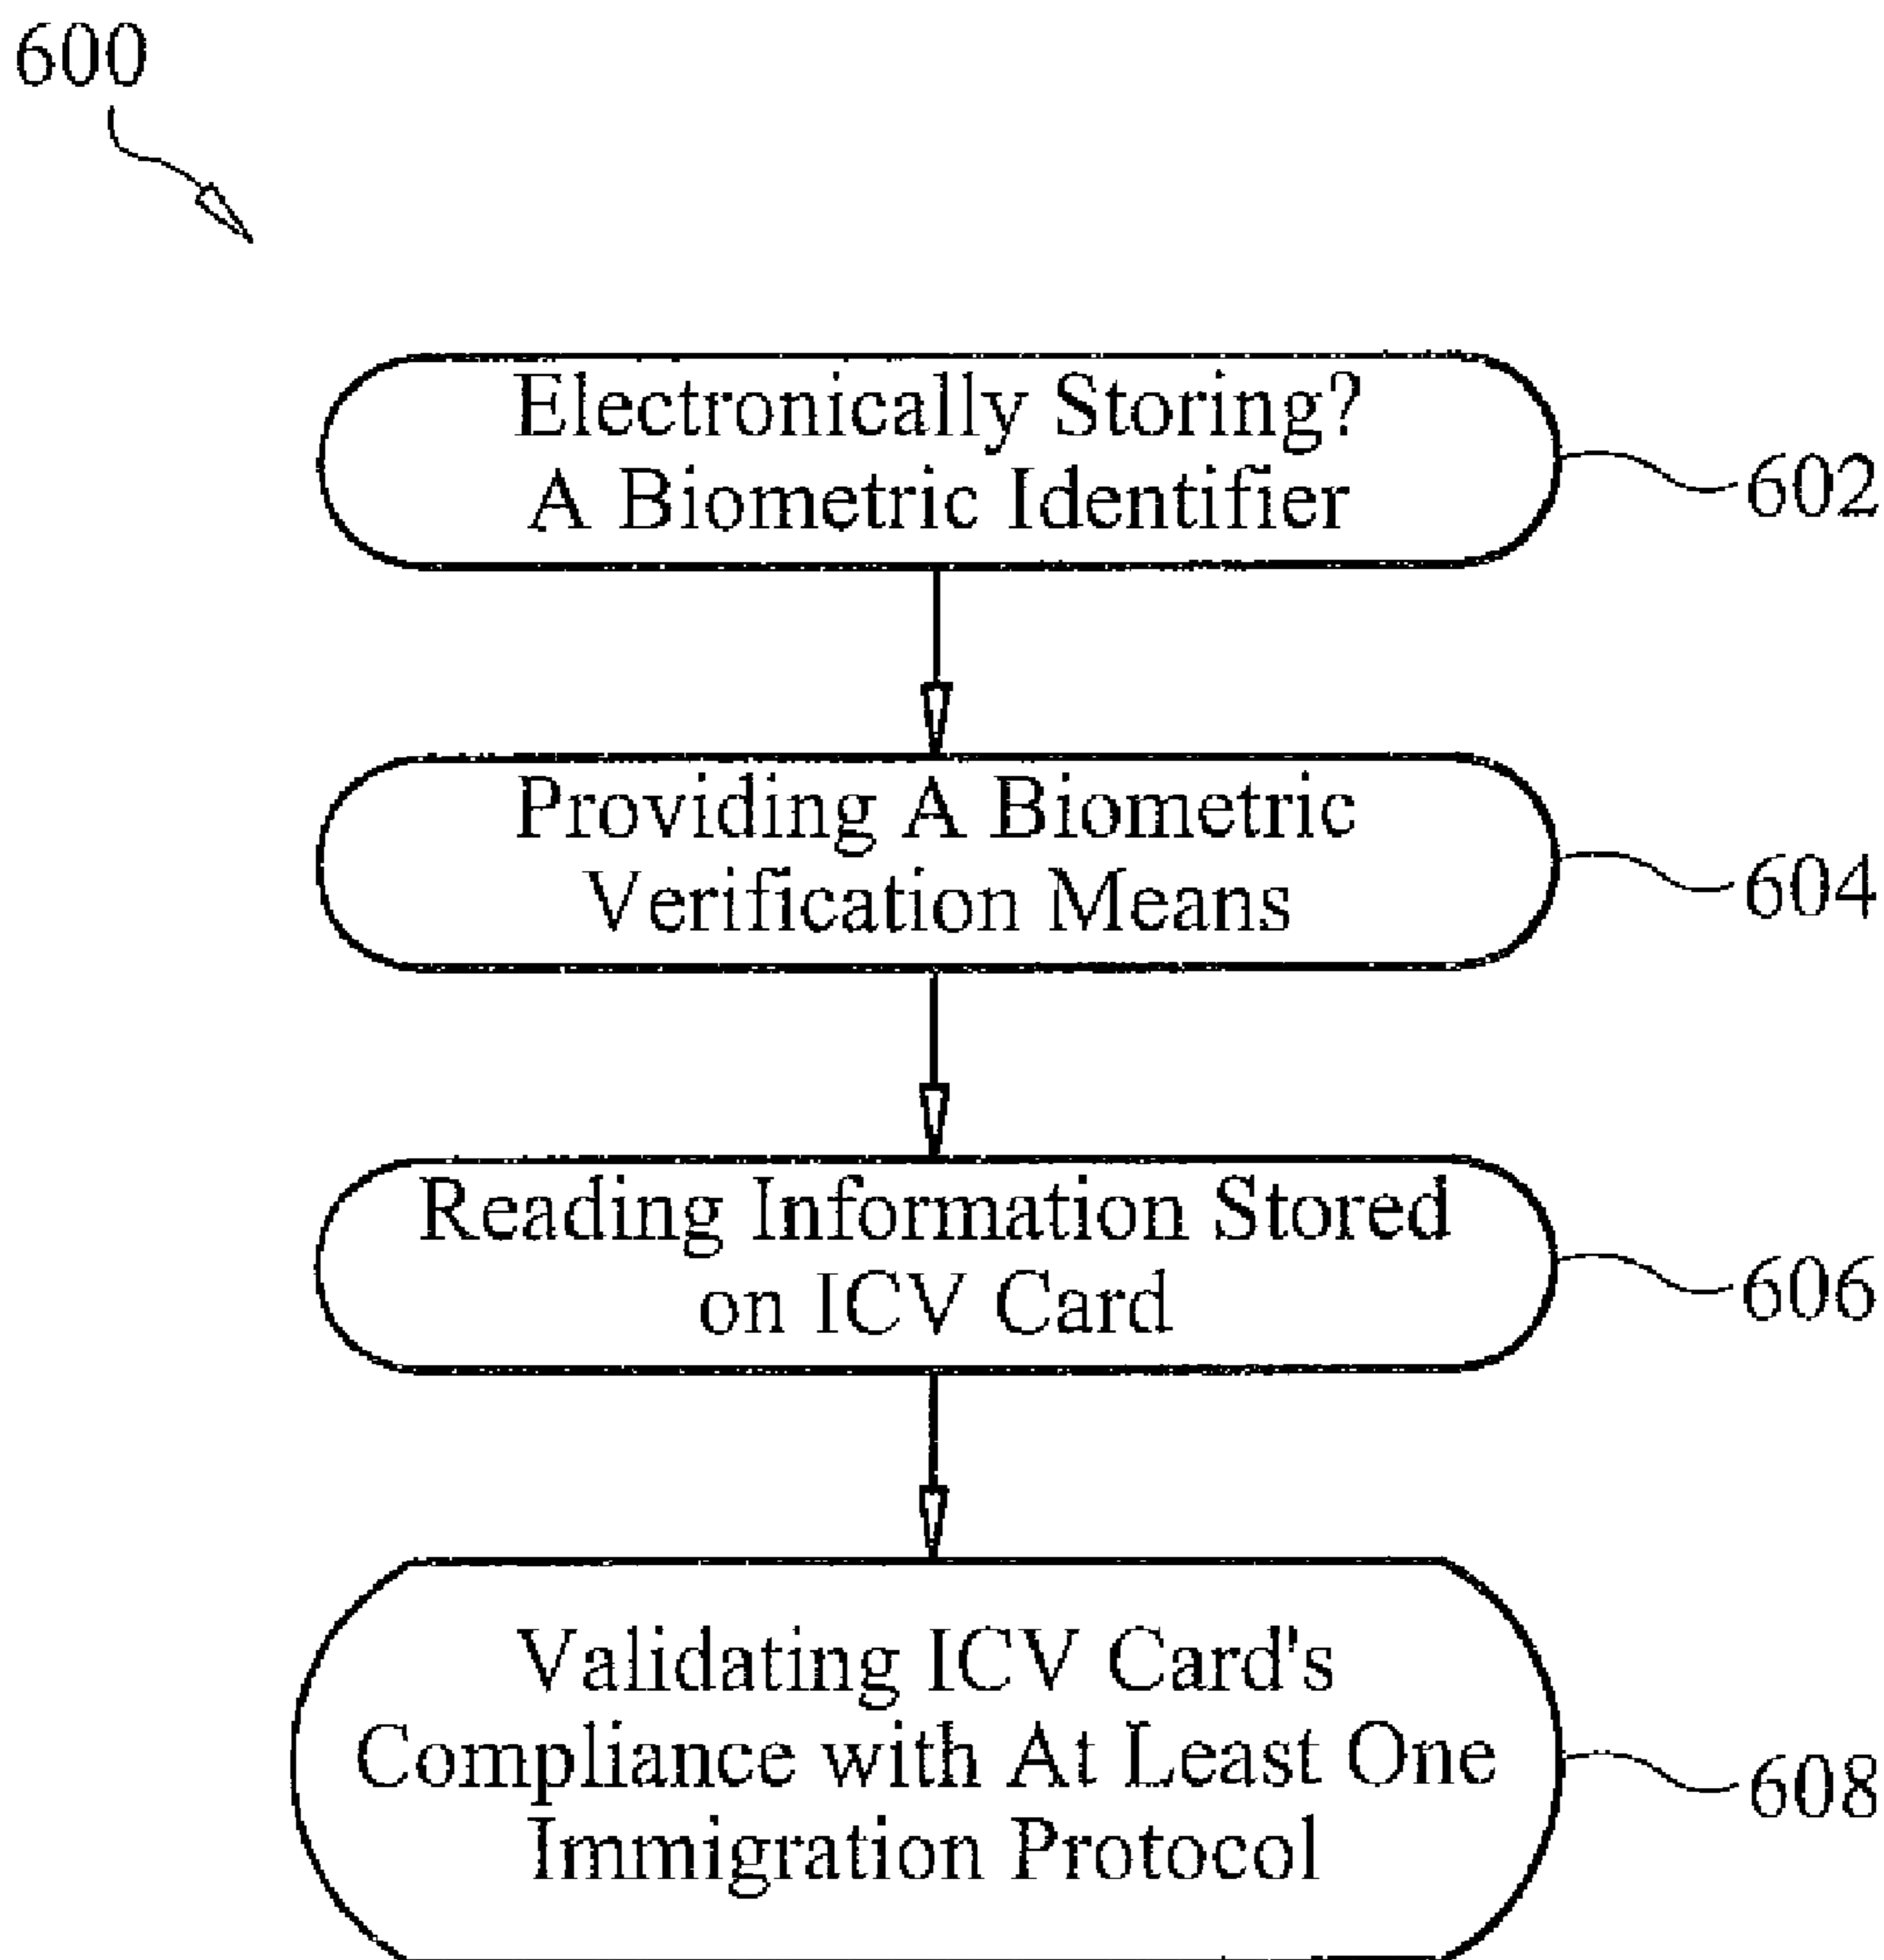 600
Electronically Storing?
A Biometric Identifier
602
Providing A Biometric
Verification Means
604
Reading Information Stored
on ICV Card
606
Validating ICV Card's
Compliance with At Least One
Immigration Protocol
608